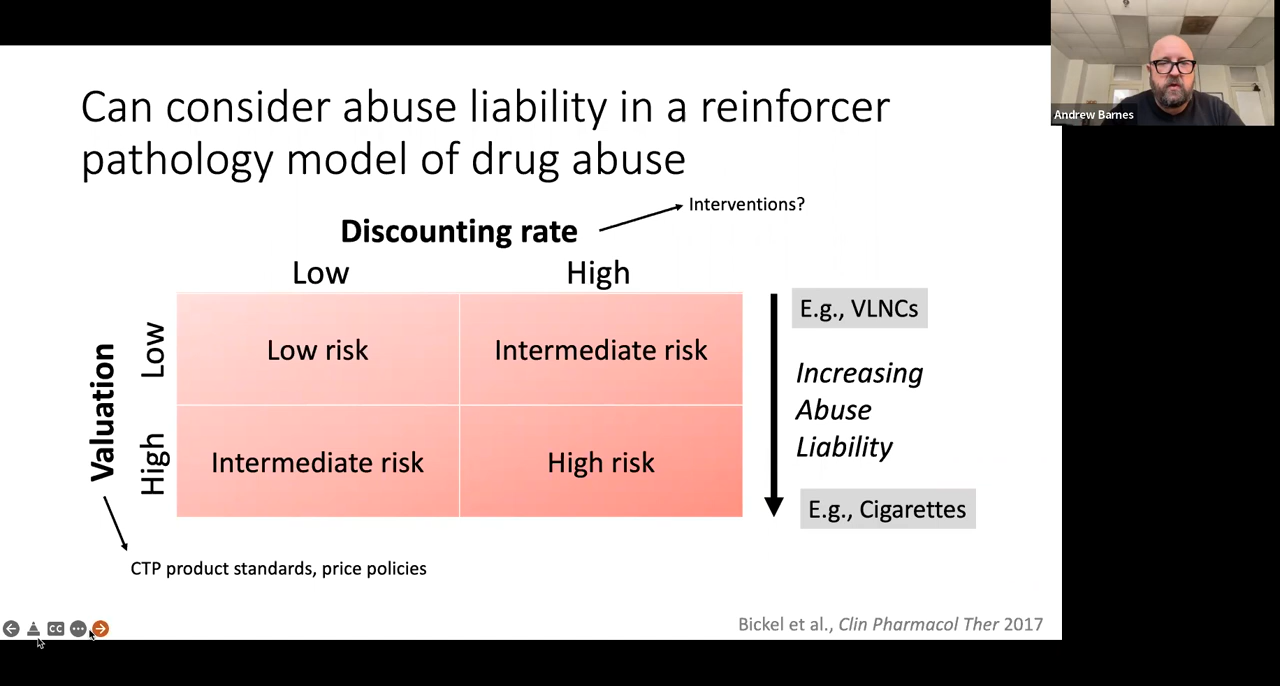 Can consider abuse liability in a reinforcer
pathology model of drug abuse
Andrew Barnes
Interventions?
Discounting rate
Low
High
Valuation
Low
Low risk
Intermediate risk
High
Intermediate risk
High risk
E.g., VLNCs
Increasing
Abuse
Liability
E.g., Cigarettes
CTP product standards, price policies
CC
Bickel et al., Clin Pharmacol Ther 2017